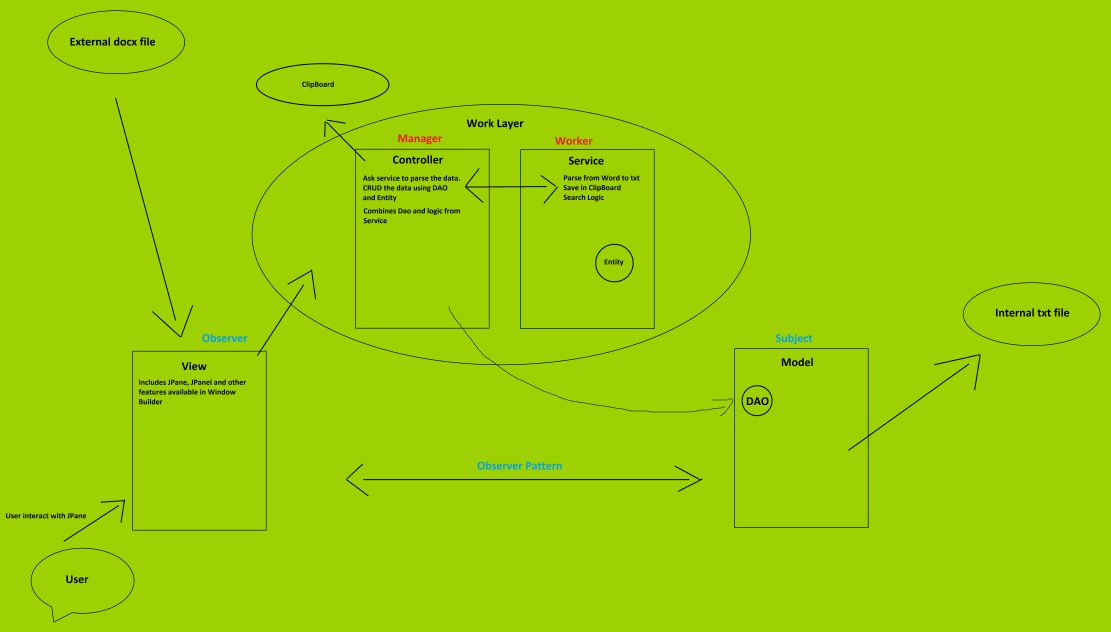 External docx file
ClipBoard
Work Layer
Manager
Worker
Controller
Ask service to parse the data.
CRUD the data using DAO
and Entity
Combines Dao and logic from
Service
Service
Parse from Word to txt
Save in ClipBoard
Search Logic
Entity
Internal txt file
Observer
View
Includes JPane, JPanel and other
features available in Window
Builder
Subject
Model
DAO
Observer Pattern
User interact with JPane
User